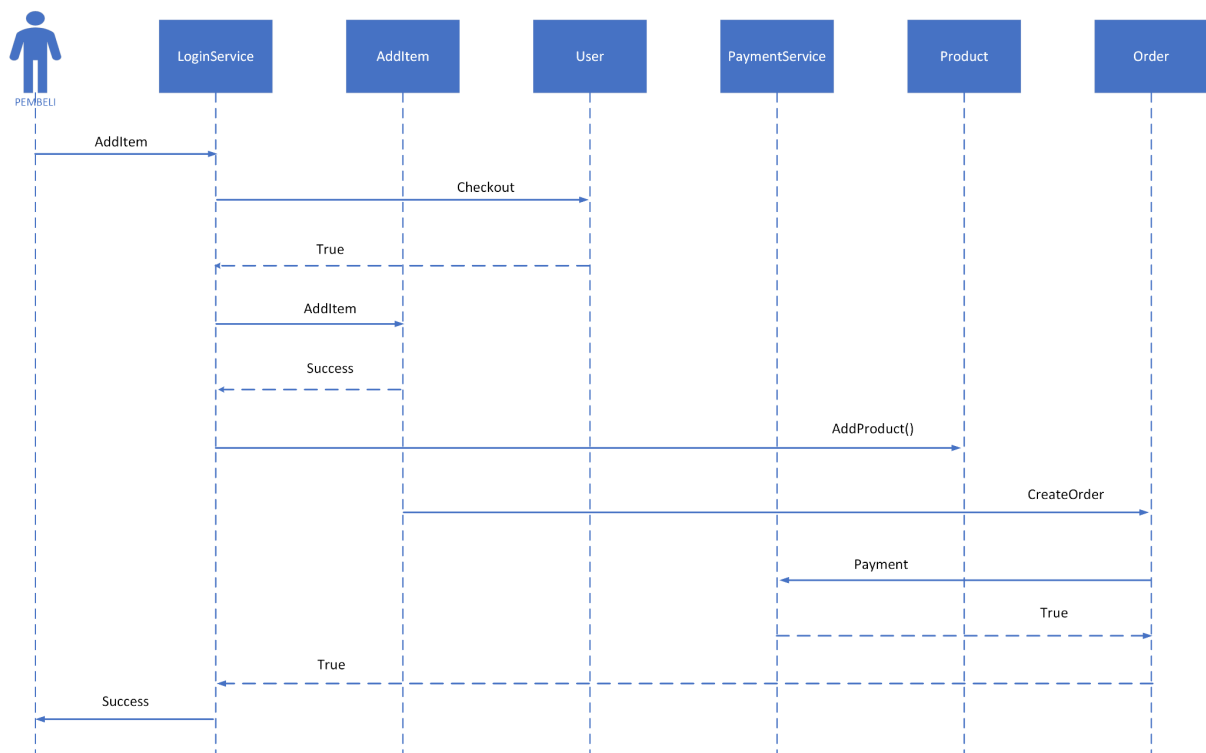 LoginService
AddItem
User
PaymentService
Product
Order
PEMBELI
AddItem
Checkout
True
AddItem
Success
AddProduct()
CreateOrder
Payment
True
True
Success